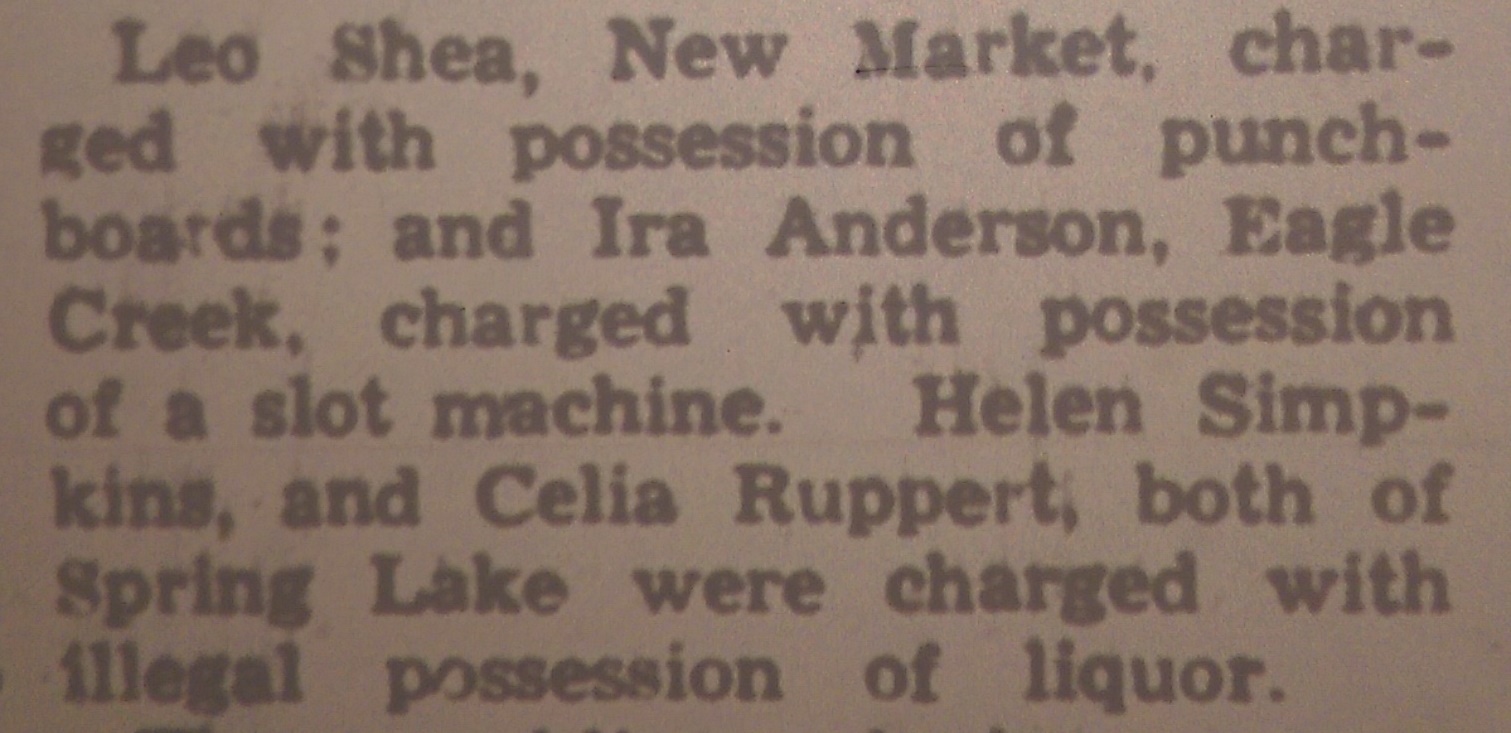 Leo Shea, New Market, char-
ged with possession of punch-
boards; and Ira Anderson, Eagle
Creek, charged with possession
of a slot machine. Helen Simp-
kins, and Celia Ruppert, both of
Spring Lake were charged with
illegal possession of liquor.